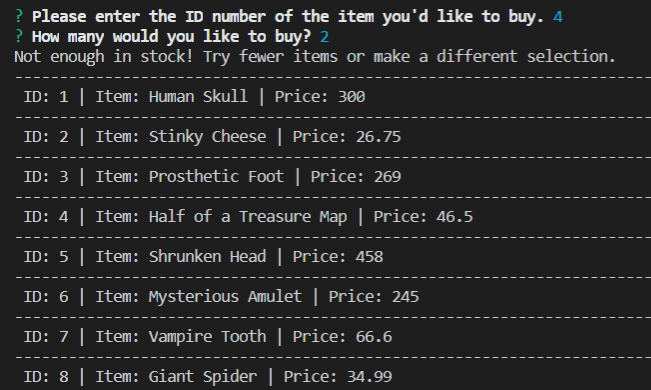 ? Please enter the ID number of the item you'd like to buy. 4
? How many would you like to buy? 2
Not enough in stock! Try fewer items or make a different selection.
ID: 1 | Item: Human Skull | Price: 300
ID: 2 | Item: Stinky Cheese | Price: 26.75
ID: 3 | Item: Prosthetic Foot | Price: 269
ID: 4 | Item: Half of a Treasure Map | Price: 46.5
ID: 5 | Item: Shrunken Head | Price: 458
ID: 6 | Item: Mysterious Amulet | Price: 245
ID: 7 | Item: Vampire Tooth | Price: 66.6
ID: 8 | Item: Giant Spider | Price: 34.99